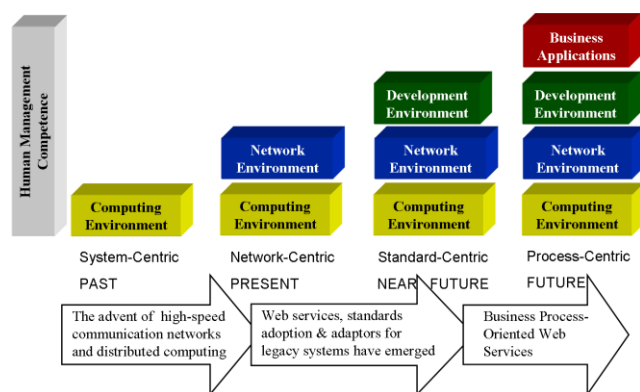 Human Management
Competence
Business
Applications
Development
Environment
Development
Environment
Network
Environment
Network
Environment
Network
Environment
Computing
Environment
Computing
Environment
Computing
Environment
Computing
Environment
System-Centric
Network-Centric
Standard-Centric
Process-Centric
PAST
PRESENT
NEAR FUTURE
FUTURE
The advent of high-speed
communication networks
and distributed computing
Web services, standards
adoption & adaptors for
legacy systems have emerged
Business Process-
Oriented Web
Services